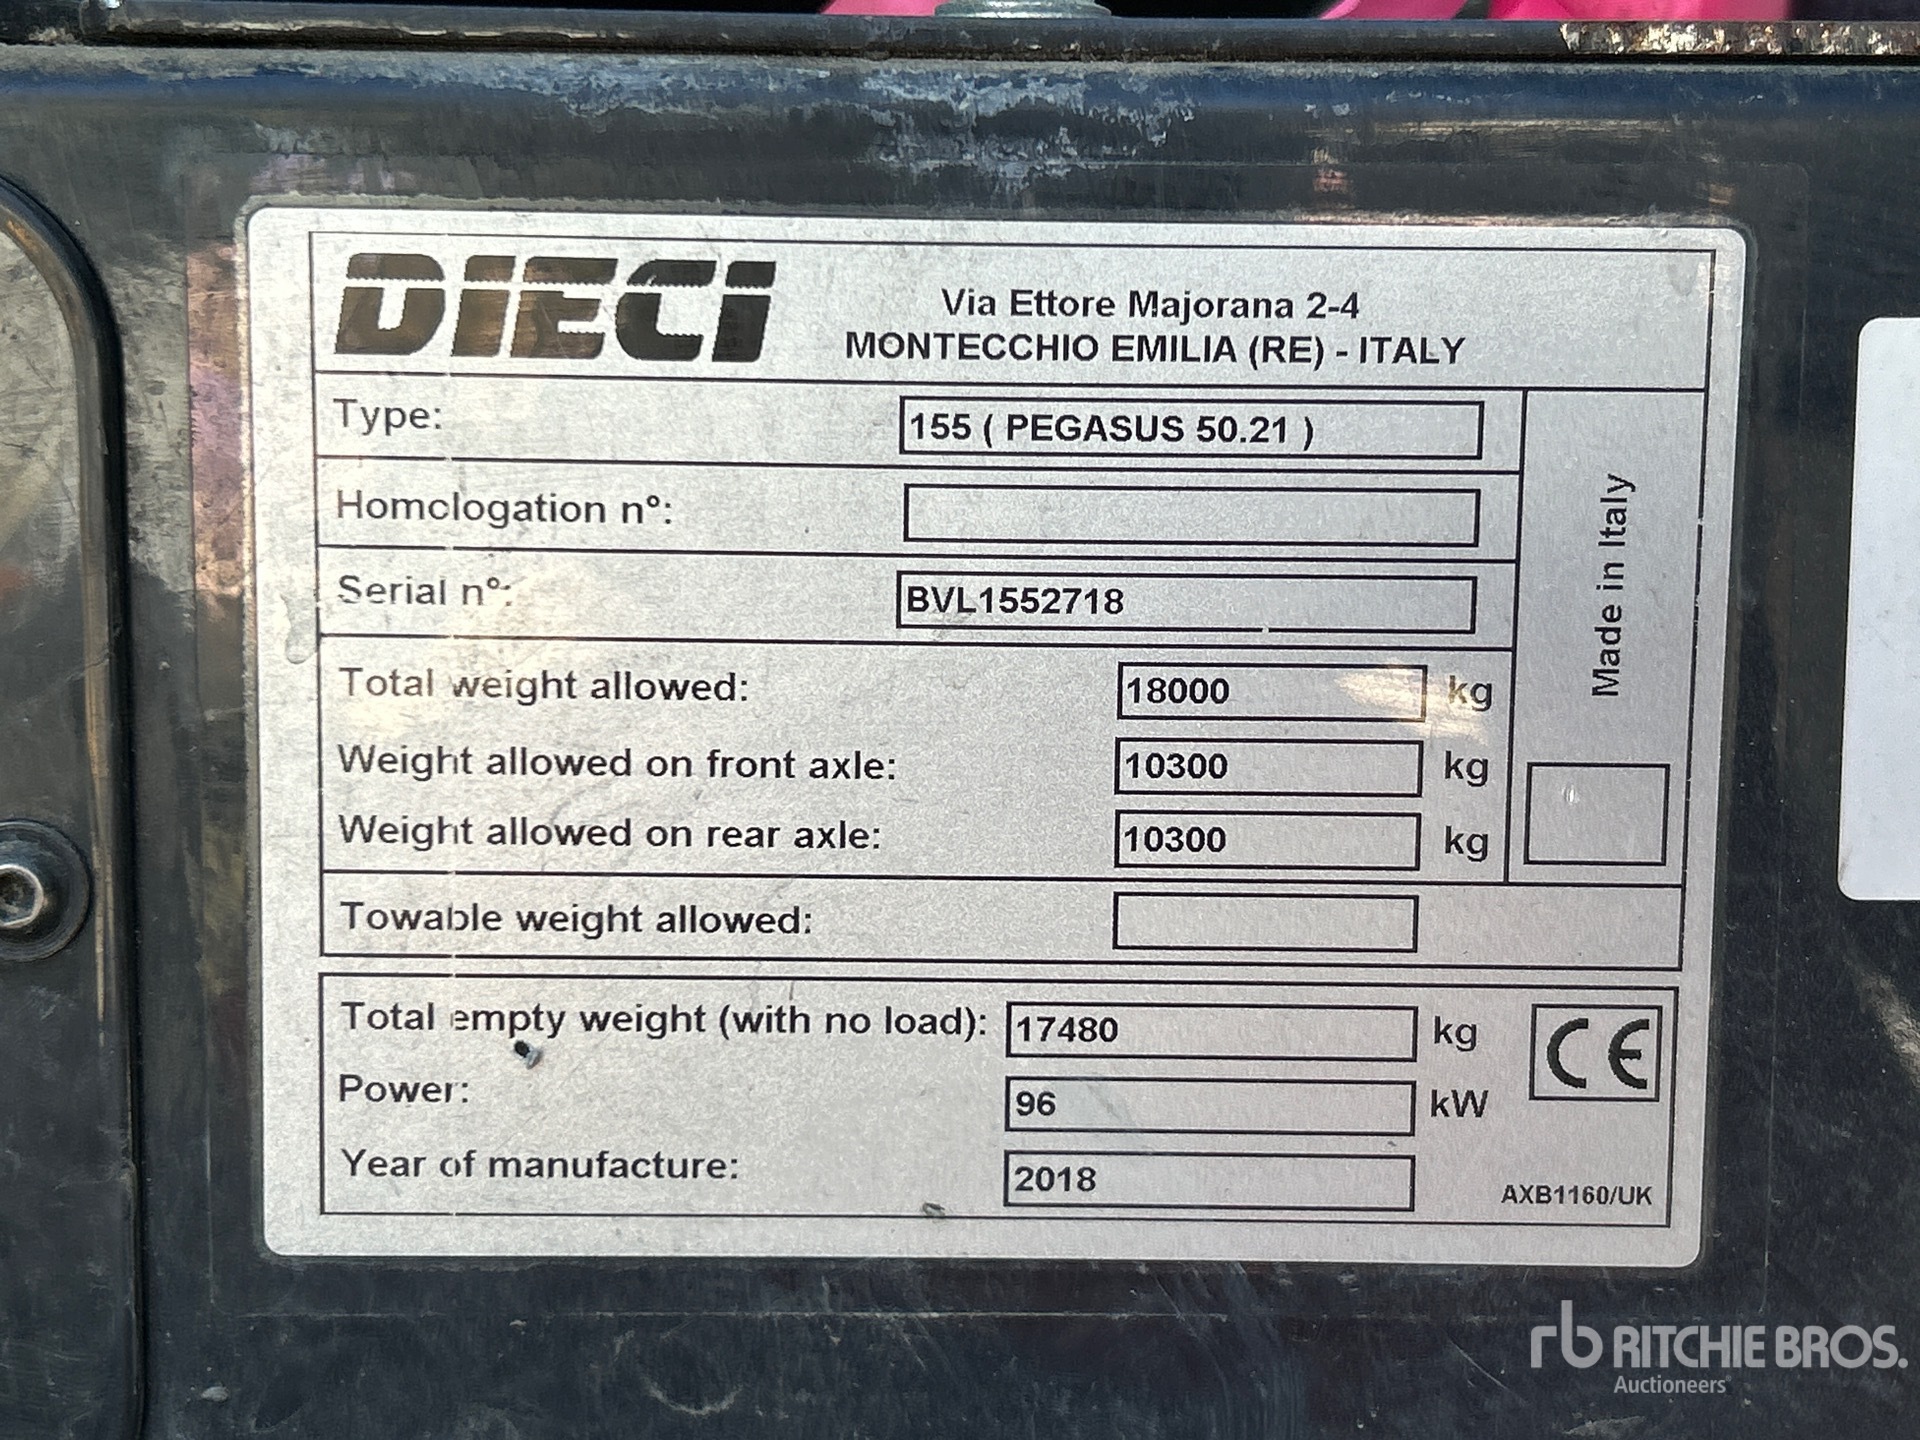 DIECI
Via Ettore Majorana 2-4
MONTECCHIO EMILIA (RE) - ITALY
Type: 155 ( PEGASUS 50.21 )
Homologation n°:
Serial n°: BVL1552718
Made in Italy
Total weight allowed: 18000 kg
Weight allowed on front axle: 10300 kg
Weight allowed on rear axle: 10300 kg
Towable weight allowed:
Total empty weight (with no load): 17480 kg
CE
Power: 96 kW
Year of manufacture: 2018
AXB1160/UK
rb RITCHIE BROS.
Auctioneers